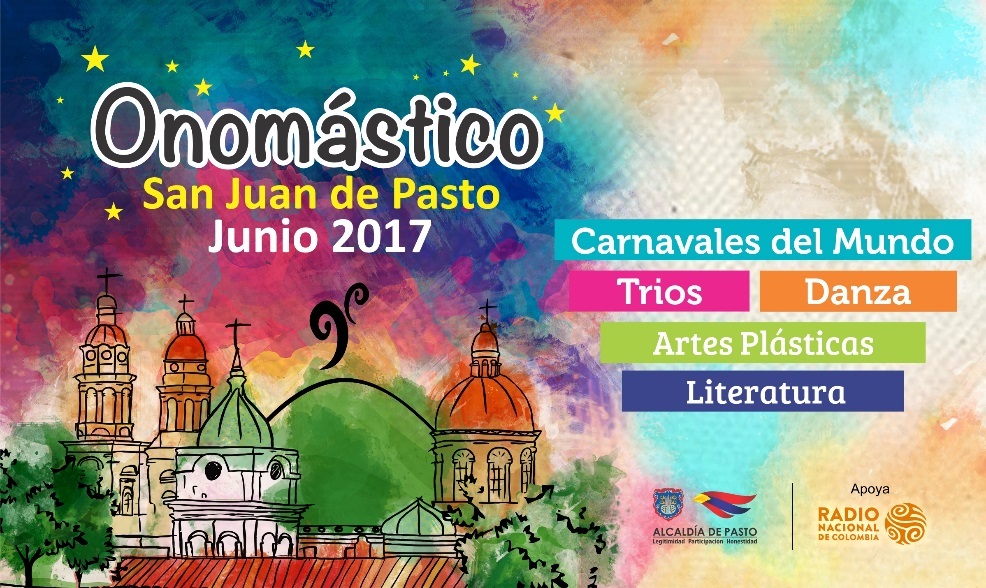 Onomástico
San Juan de Pasto
Junio 2017
Carnavales del Mundo
Trios
Danza
Artes Plásticas
Literatura
ALCALDÍA DE PASTO
Legitimidad Participación Honestidad
Apoya
RADIO
NACIONAL
DE COLOMBIA